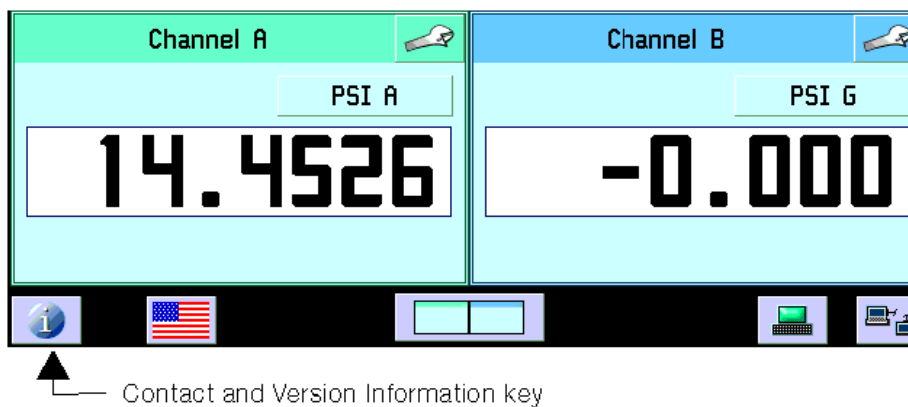 Channel A
Channel B
PSI A
PSI G
14.4526
-0.000
i
Contact and Version Information key